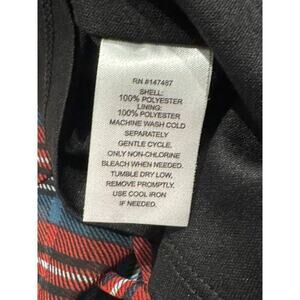 RN #147487
SHELL:
100% POLYESTER
LINING:
100% POLYESTER
MACHINE WASH COLD
SEPARATELY
GENTLE CYCLE.
ONLY NON-CHLORINE
BLEACH WHEN NEEDED.
TUMBLE DRY LOW,
REMOVE PROMPTLY.
USE COOL IRON
IF NEEDED.